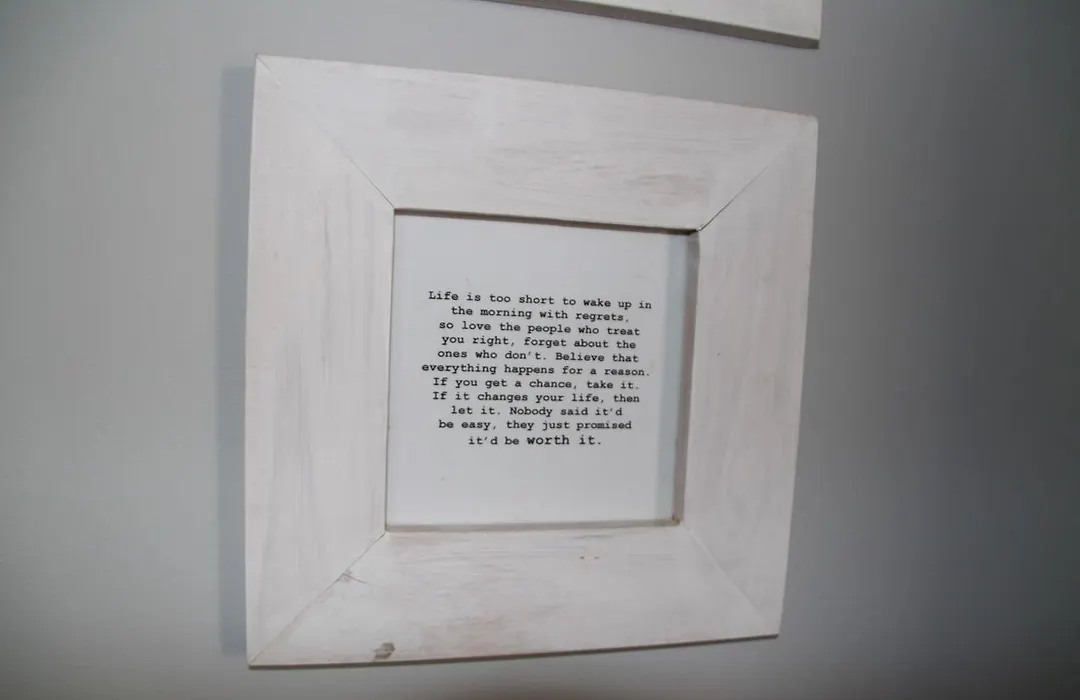 Life is too short to wake up in
the morning with regrets,
so love the people who treat
you right, forget about the
ones who don't. Believe that
everything happens for a reason.
If you get a chance, take it.
If it changes your life, then
let it. Nobody said it'd
be easy, they just promised
it'd be worth it.